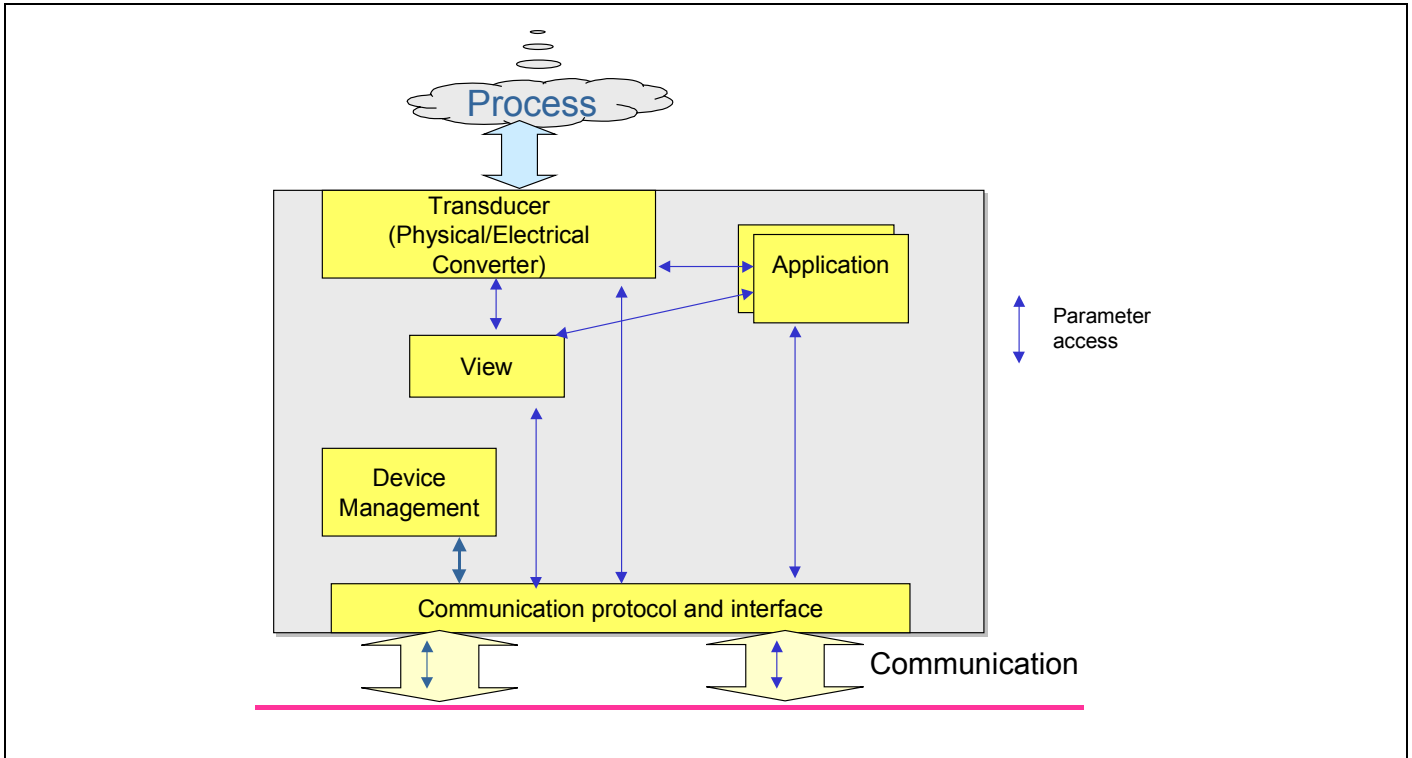 Process
Transducer
(Physical/Electrical
Converter)
Application
Parameter
access
View
Device
Management
Communication protocol and interface
Communication